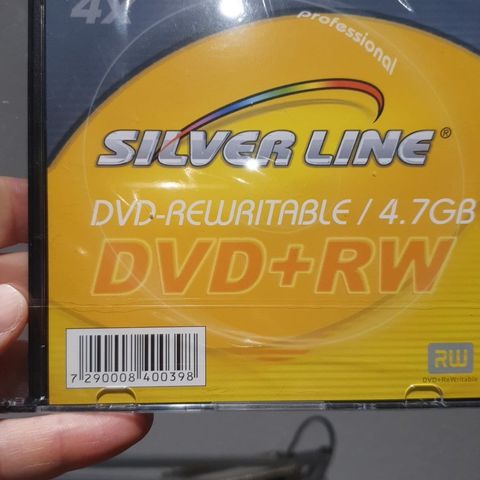 4X
professional
SILVER LINE®
DVD-REWRITABLE / 4.7GB
DVD+RW
7 290008 400398
RW
DVD+ReWritable